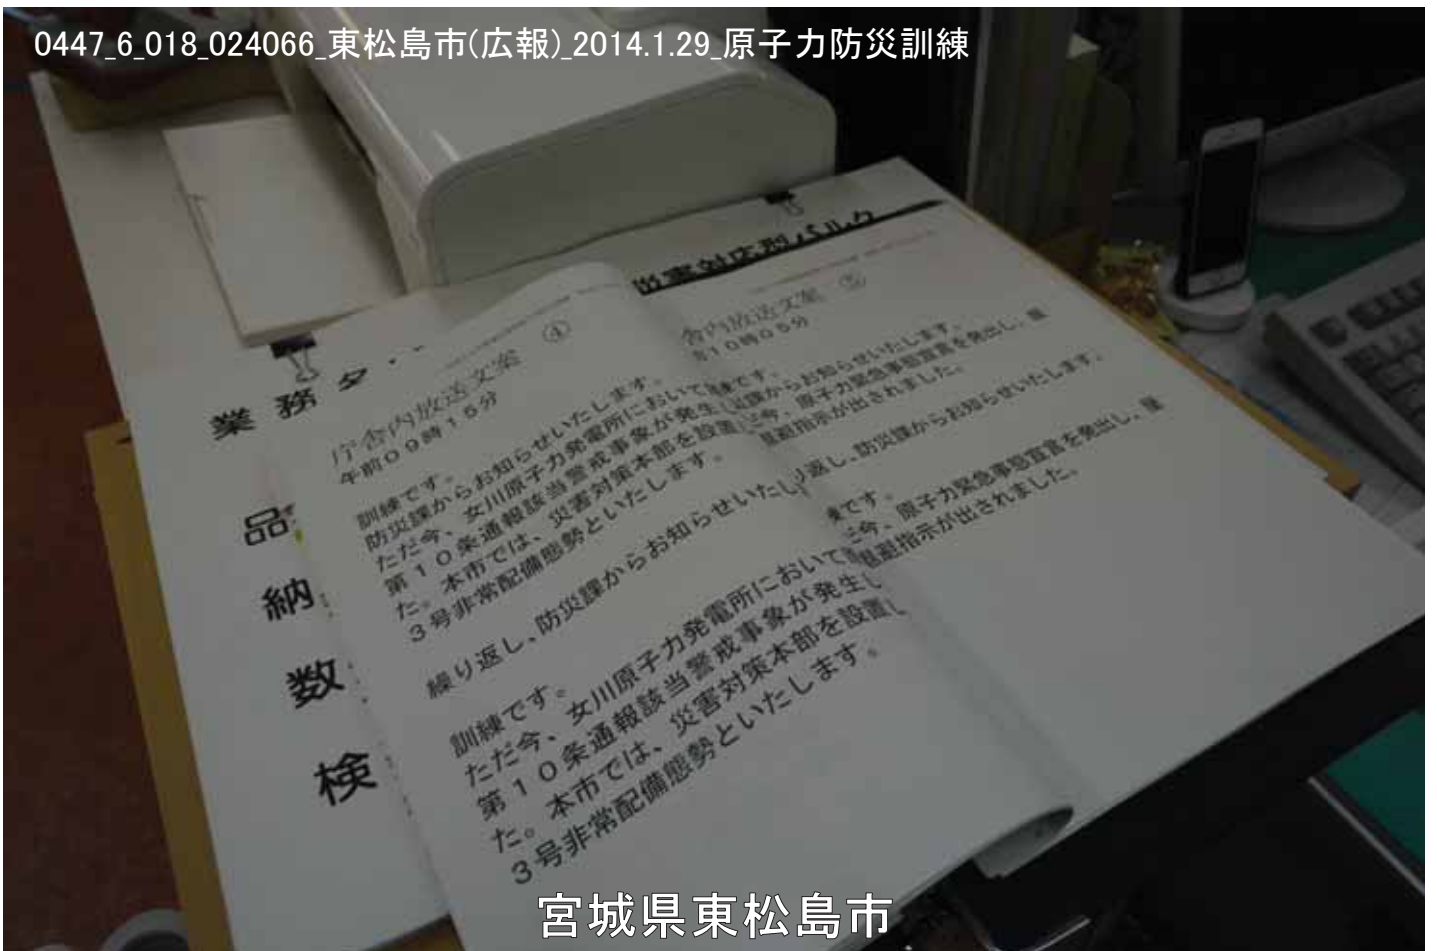 0447_6_018_024066_東松島市(広報)_2014.1.29_原子力防災訓練
業務タ
品
納
数
検
④
庁舎内放送文案
午前09時15分
訓練です。
防災課からお知らせいたします。
ただ今、女川原子力発電所において
第10条通報該当警戒事象が発生し
た。本市では、災害対策本部を設置し
3号非常配備態勢といたします。
繰り返し、防災課からお知らせいたし
訓練です。
ただ今、女川原子力発電所において
第10条通報該当警戒事象が発生し
た。本市では、災害対策本部を設置し
3号非常配備態勢といたします。
災害対応型
舎内放送文案 ⑤
10時05分
練です。
課からお知らせいたします。
今、原子力緊急事態宣言を発出し、屋
退避指示が出されました。
り返し、防災課からお知らせいたします。
練です。
だ今、原子力緊急事態宣言を発出し、屋
退避指示が出されました。
宮城県東松島市